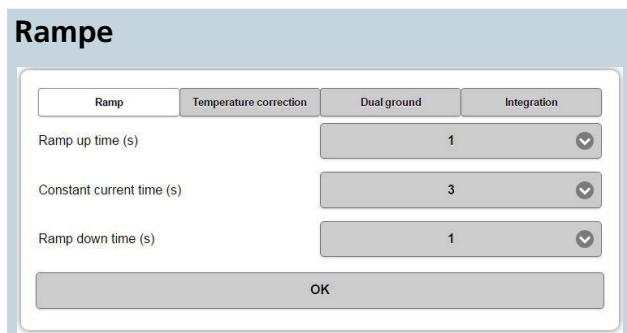 Rampe
Ramp Temperature correction Dual ground Integration
Ramp up time (s) 1
Constant current time (s) 3
Ramp down time (s) 1
OK